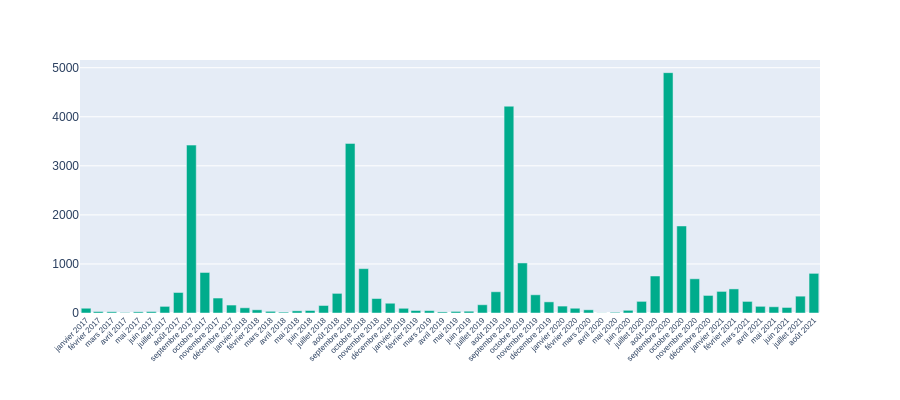 5000
4000
3000
2000
1000
0
janvier 2017
février 2017
mars 2017
avril 2017
mai 2017
juin 2017
juillet 2017
août 2017
septembre 2017
octobre 2017
novembre 2017
décembre 2017
janvier 2018
février 2018
mars 2018
avril 2018
mai 2018
juin 2018
juillet 2018
août 2018
septembre 2018
octobre 2018
novembre 2018
décembre 2018
janvier 2019
février 2019
mars 2019
avril 2019
mai 2019
juin 2019
juillet 2019
août 2019
septembre 2019
octobre 2019
novembre 2019
décembre 2019
janvier 2020
février 2020
mars 2020
avril 2020
mai 2020
juin 2020
juillet 2020
août 2020
septembre 2020
octobre 2020
novembre 2020
décembre 2020
janvier 2021
février 2021
mars 2021
avril 2021
mai 2021
juin 2021
juillet 2021
août 2021